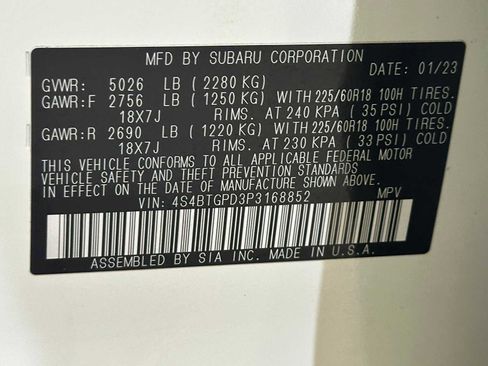 MFD BY SUBARU CORPORATION
DATE: 01/23
GVWR: 5026 LB (2280 KG)
GAWR:F 2756 LB (1250 KG) WITH 225/60R18 100H TIRES.
18X7J RIMS. AT 240 KPA (35 PSI) COLD
GAWR:R 2690 LB (1220 KG) WITH 225/60R18 100H TIRES.
18X7J RIMS. AT 230 KPA (33 PSI) COLD
THIS VEHICLE CONFORMS TO ALL APPLICABLE FEDERAL MOTOR
VEHICLE SAFETY AND THEFT PREVENTION STANDARDS
IN EFFECT ON THE DATE OF MANUFACTURE SHOWN ABOVE.
VIN: 4S4BTGPD3P3168852 MPV
ASSEMBLED BY SIA INC. MADE IN U.S.A.